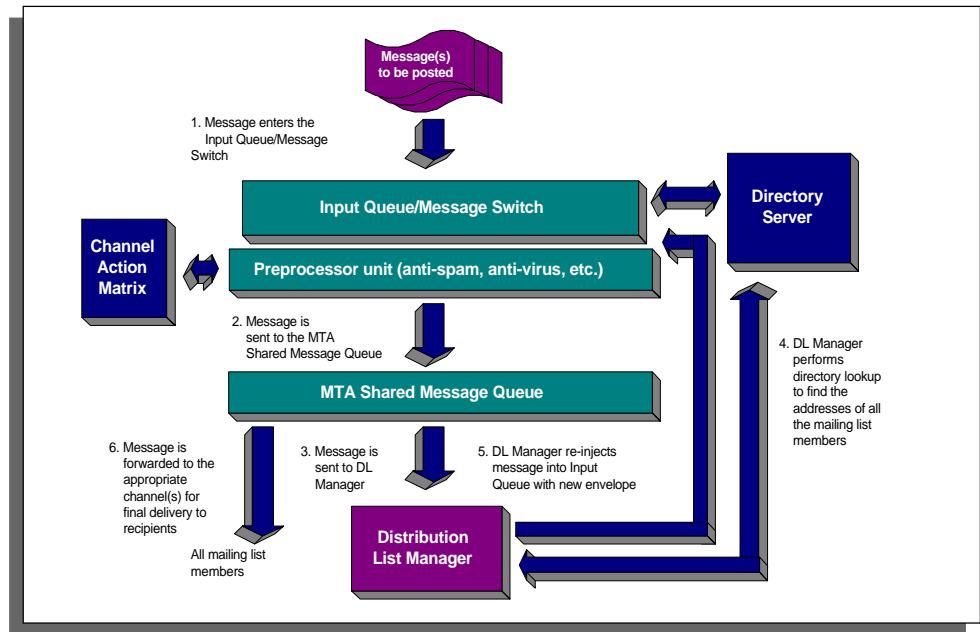 Message(s)
to be posted
1. Message enters the
Input Queue/Message
Switch
Input Queue/Message Switch
Directory
Server
Channel
Action
Matrix
Preprocessor unit (anti-spam, anti-virus, etc.)
2. Message is
sent to the MTA
Shared Message Queue
4. DL Manager
performs
directory lookup
to find the
addresses of all
the mailing list
members
MTA Shared Message Queue
6. Message is
forwarded to the
appropriate
channel(s) for
final delivery to
recipients
3. Message is
sent to DL
Manager
5. DL Manager re-injects
message into Input
Queue with new envelope
All mailing list
members
Distribution
List Manager